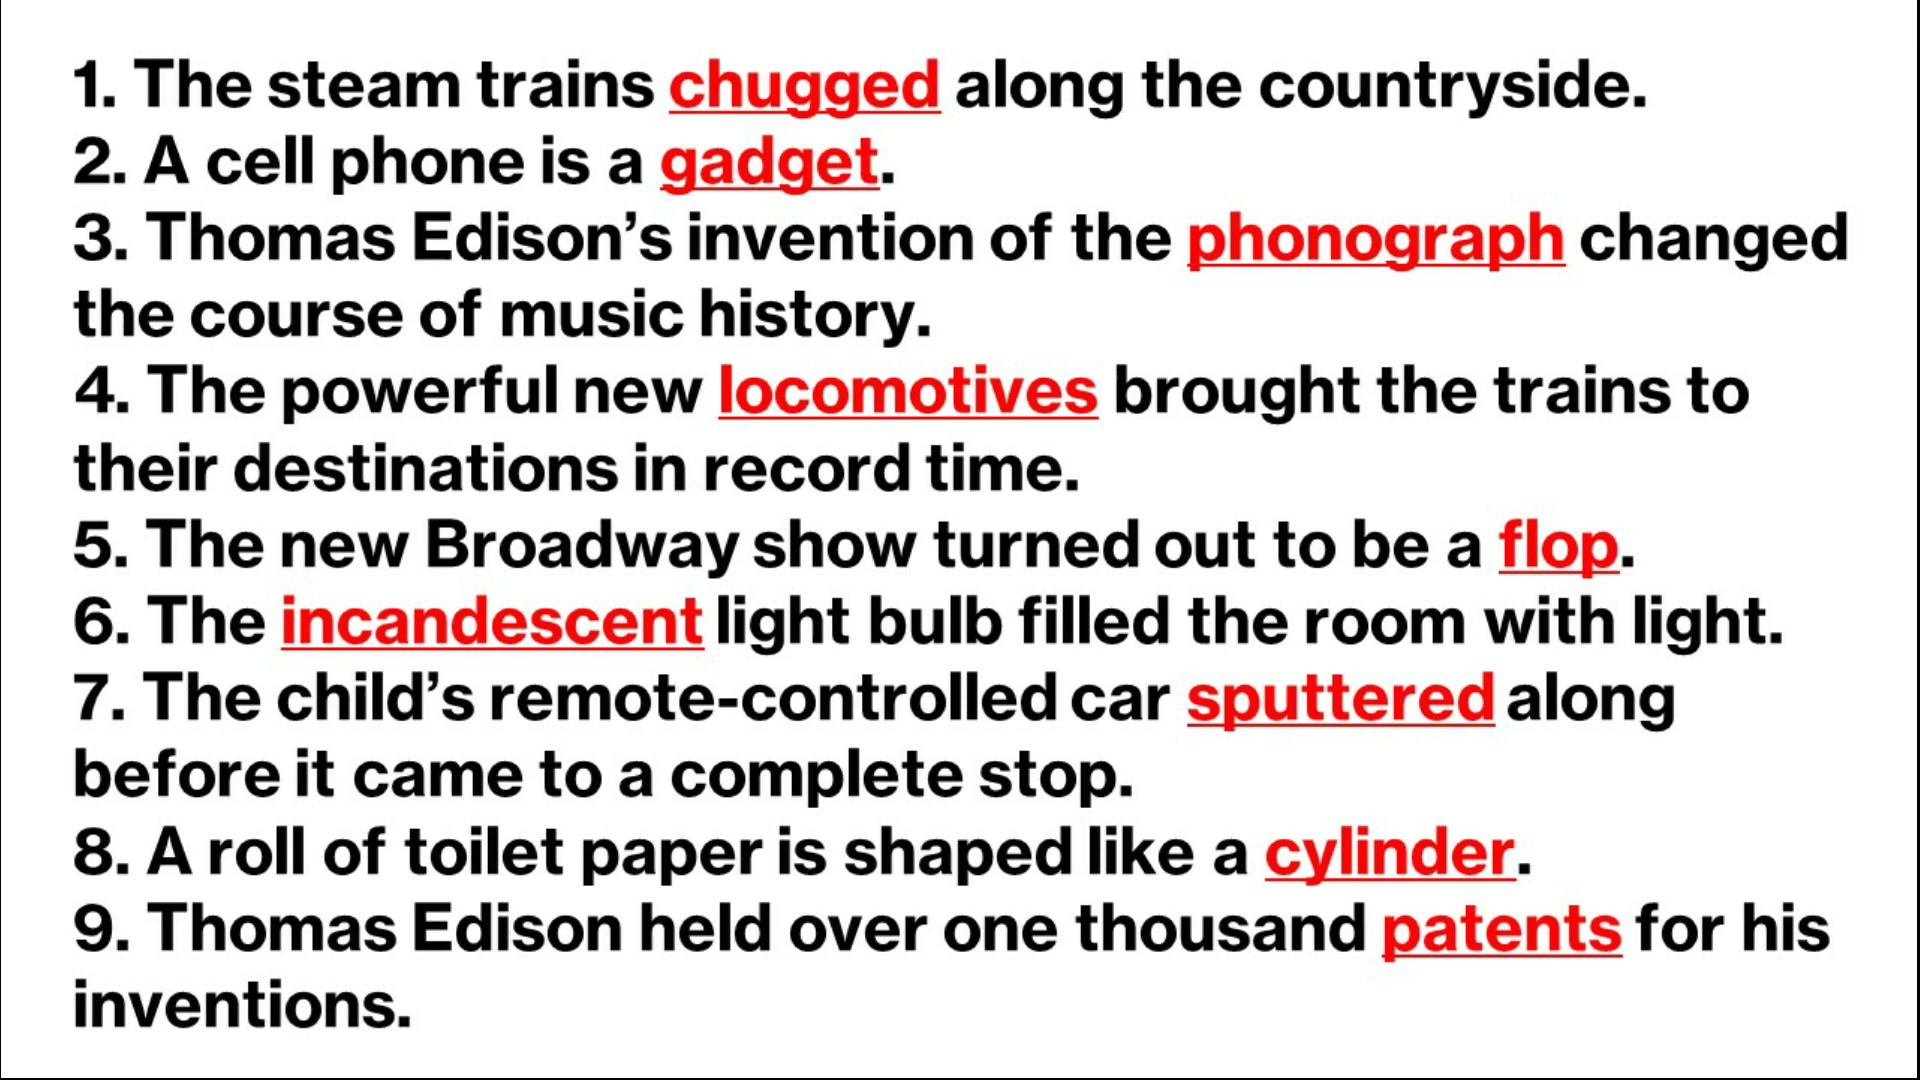 1. The steam trains chugged along the countryside.
2. A cell phone is a gadget.
3. Thomas Edison’s invention of the phonograph changed
the course of music history.
4. The powerful new locomotives brought the trains to
their destinations in record time.
5. The new Broadway show turned out to be a flop.
6. The incandescent light bulb filled the room with light.
7. The child’s remote-controlled car sputtered along
before it came to a complete stop.
8. A roll of toilet paper is shaped like a cylinder.
9. Thomas Edison held over one thousand patents for his
inventions.